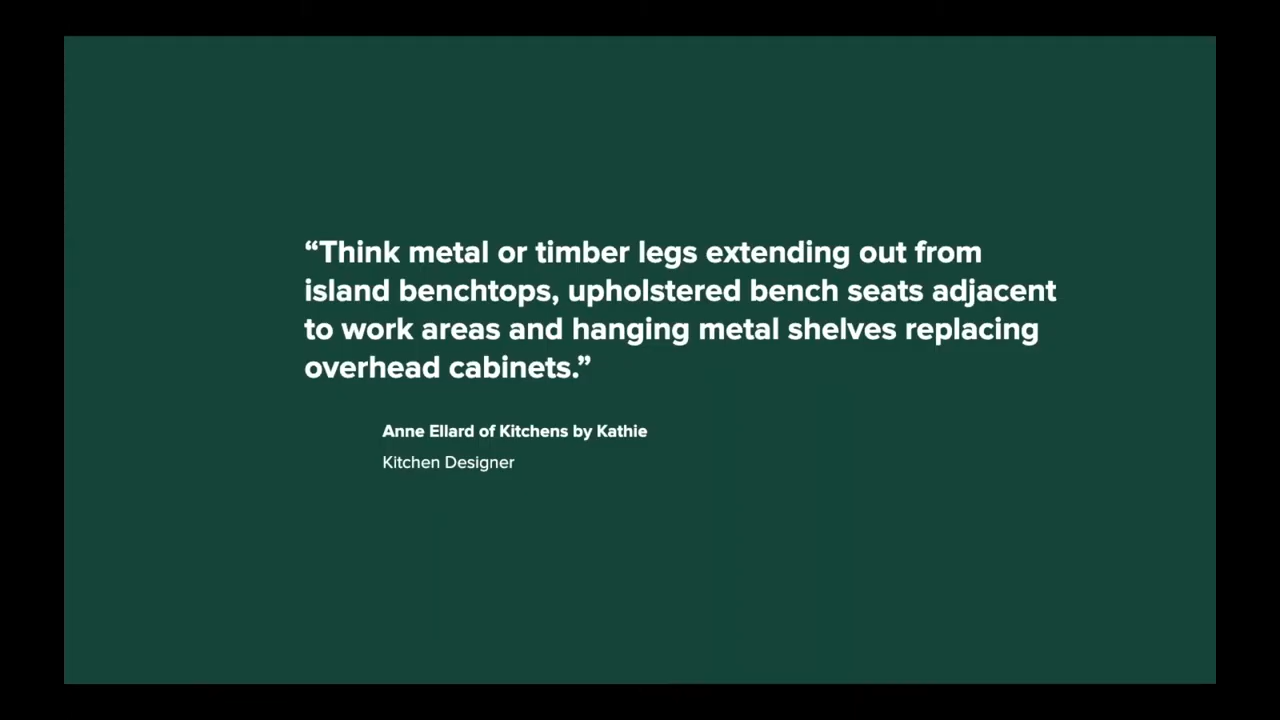 “Think metal or timber legs extending out from
island benchtops, upholstered bench seats adjacent
to work areas and hanging metal shelves replacing
overhead cabinets.”
Anne Ellard of Kitchens by Kathie
Kitchen Designer